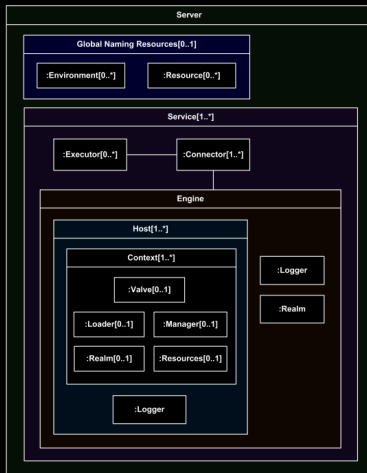 Server
Global Naming Resources[0..1]
:Environment[0..*]
:Resource[0..*]
Service[1..*]
:Executor[0..*]
:Connector[1..*]
Engine
Host[1..*]
Context[1..*]
:Valve[0..1]
:Loader[0..1]
:Manager[0..1]
:Realm[0..1]
:Resources[0..1]
:Logger
:Logger
:Realm